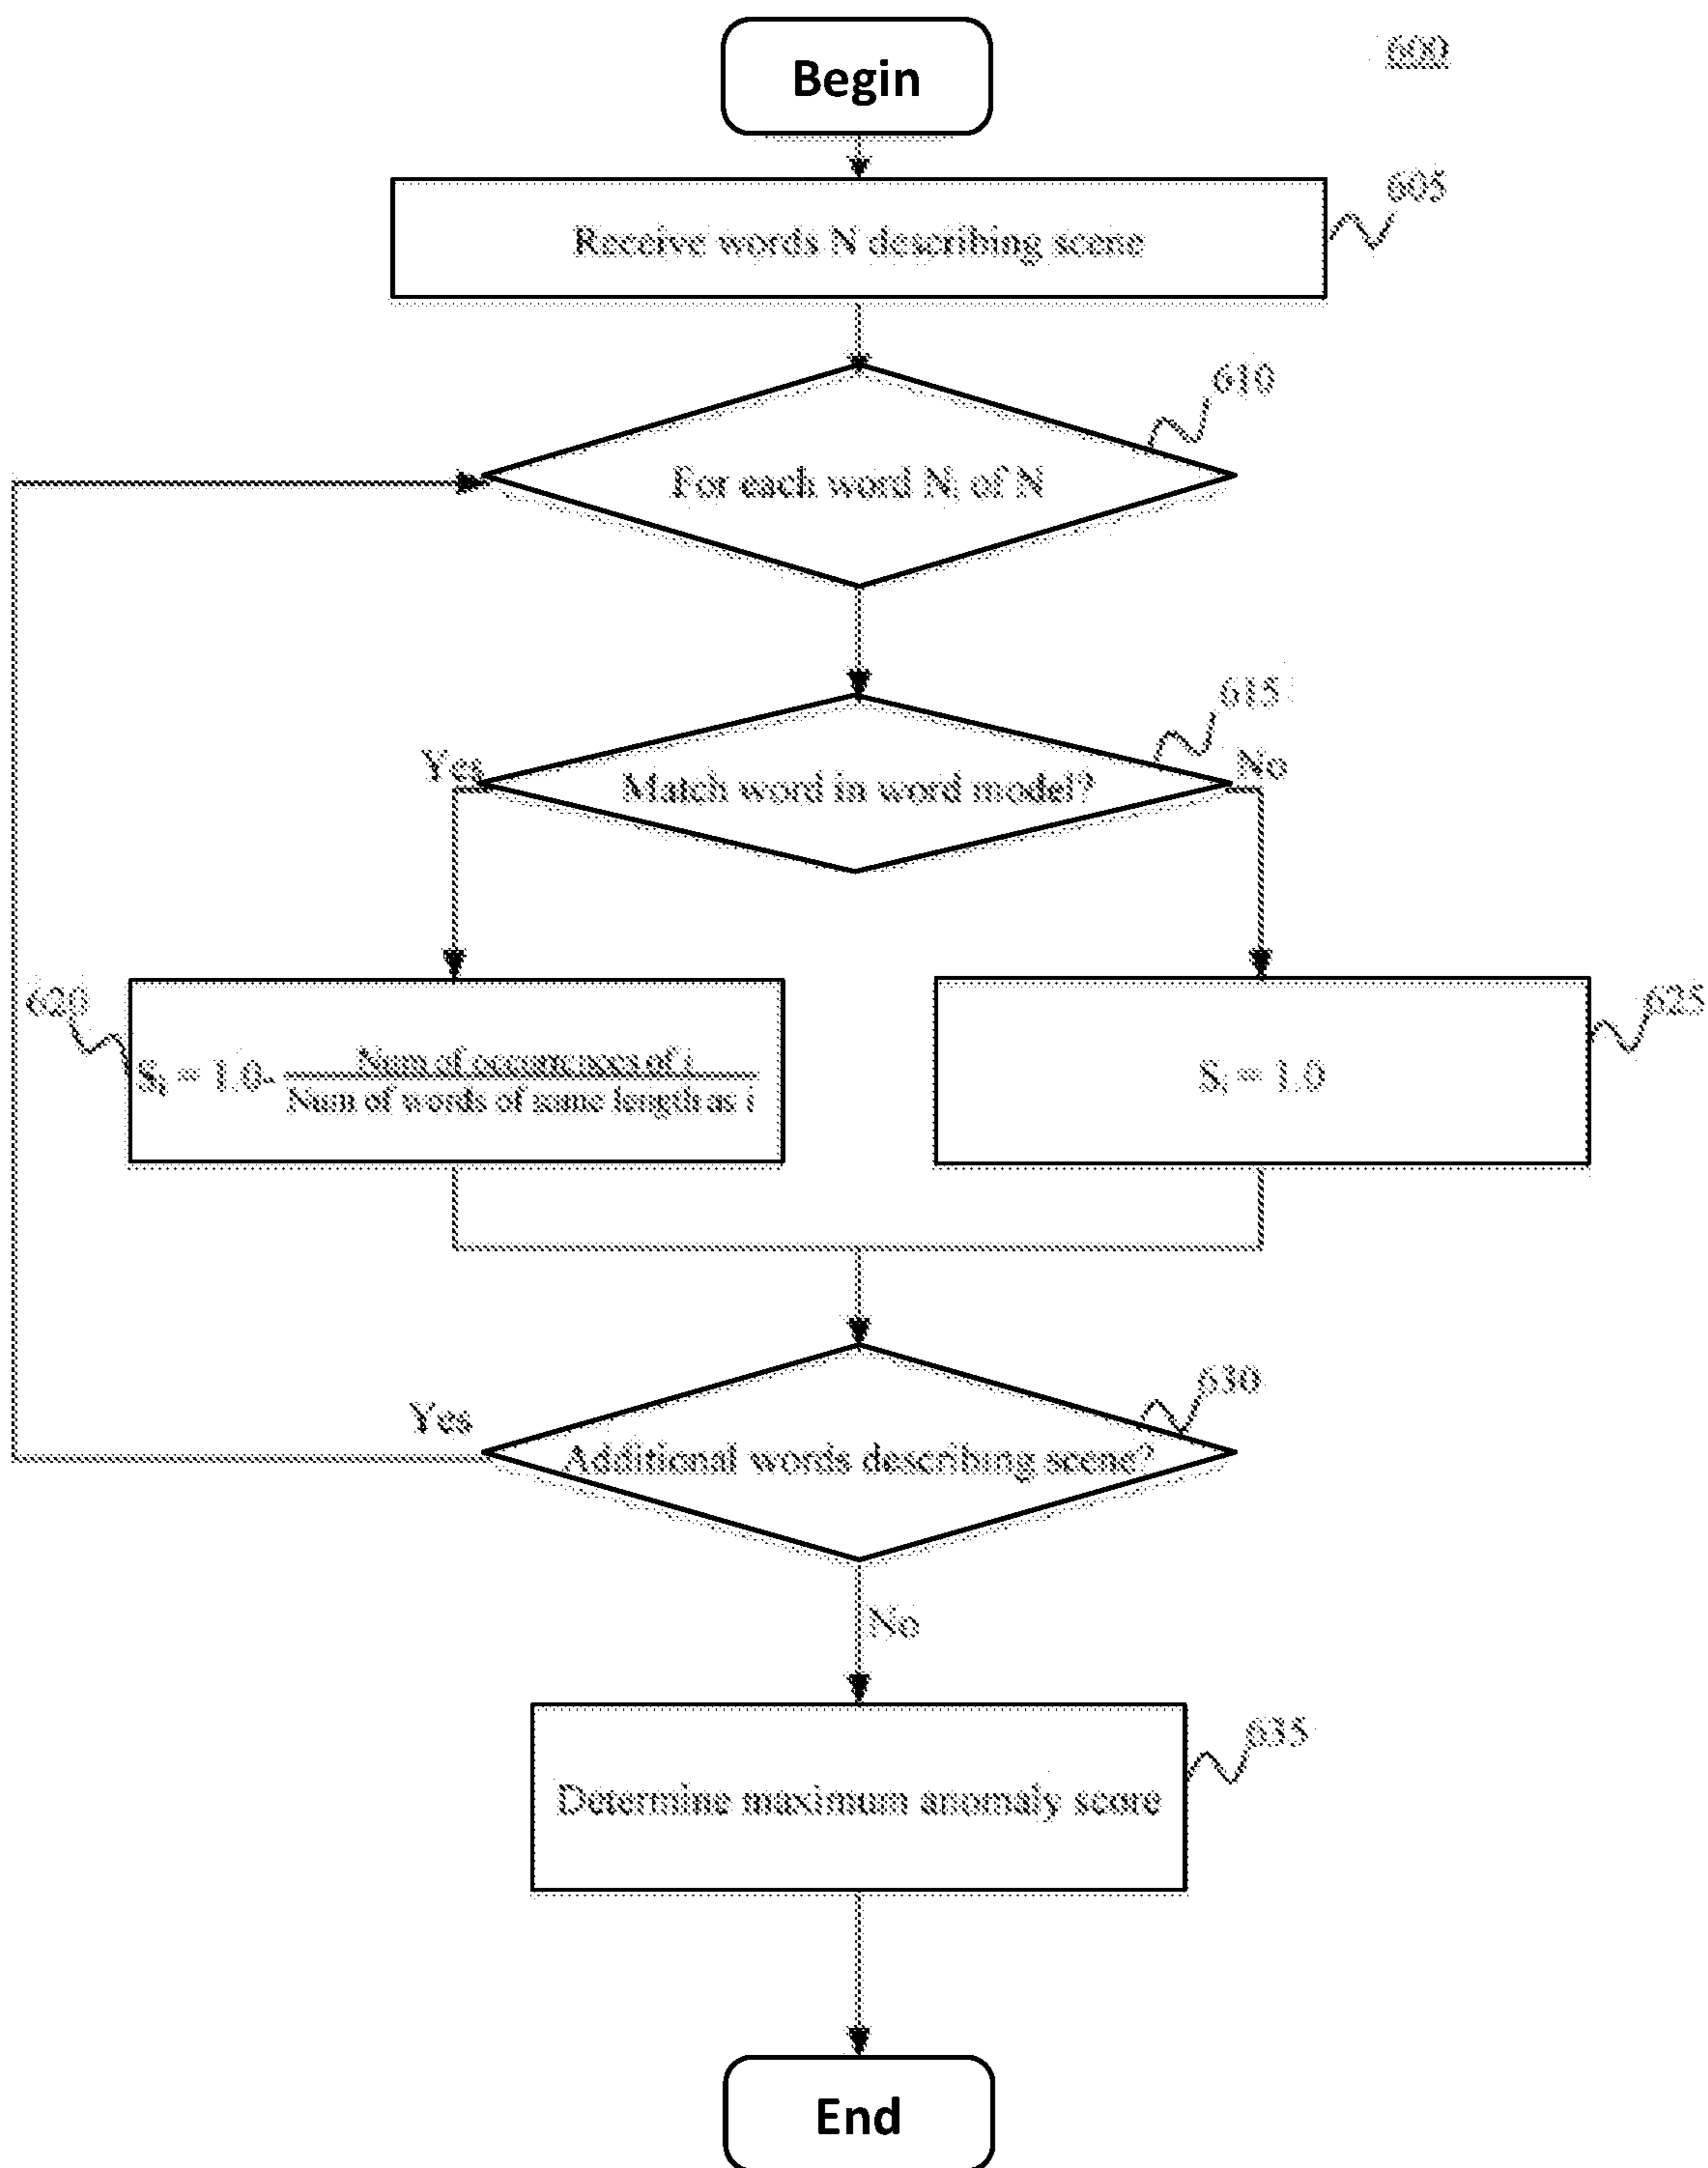 Begin
600
605
Receive words N describing scene
610
For each word Nᵢ of N
615
Yes
No
Match word in word model?
620
625
Sᵢ = 1.0- Num of occurrences of i
Num of words of same length as i
Sᵢ = 1.0
630
Yes
Additional words describing scene?
No
635
Determine maximum anomaly score
End